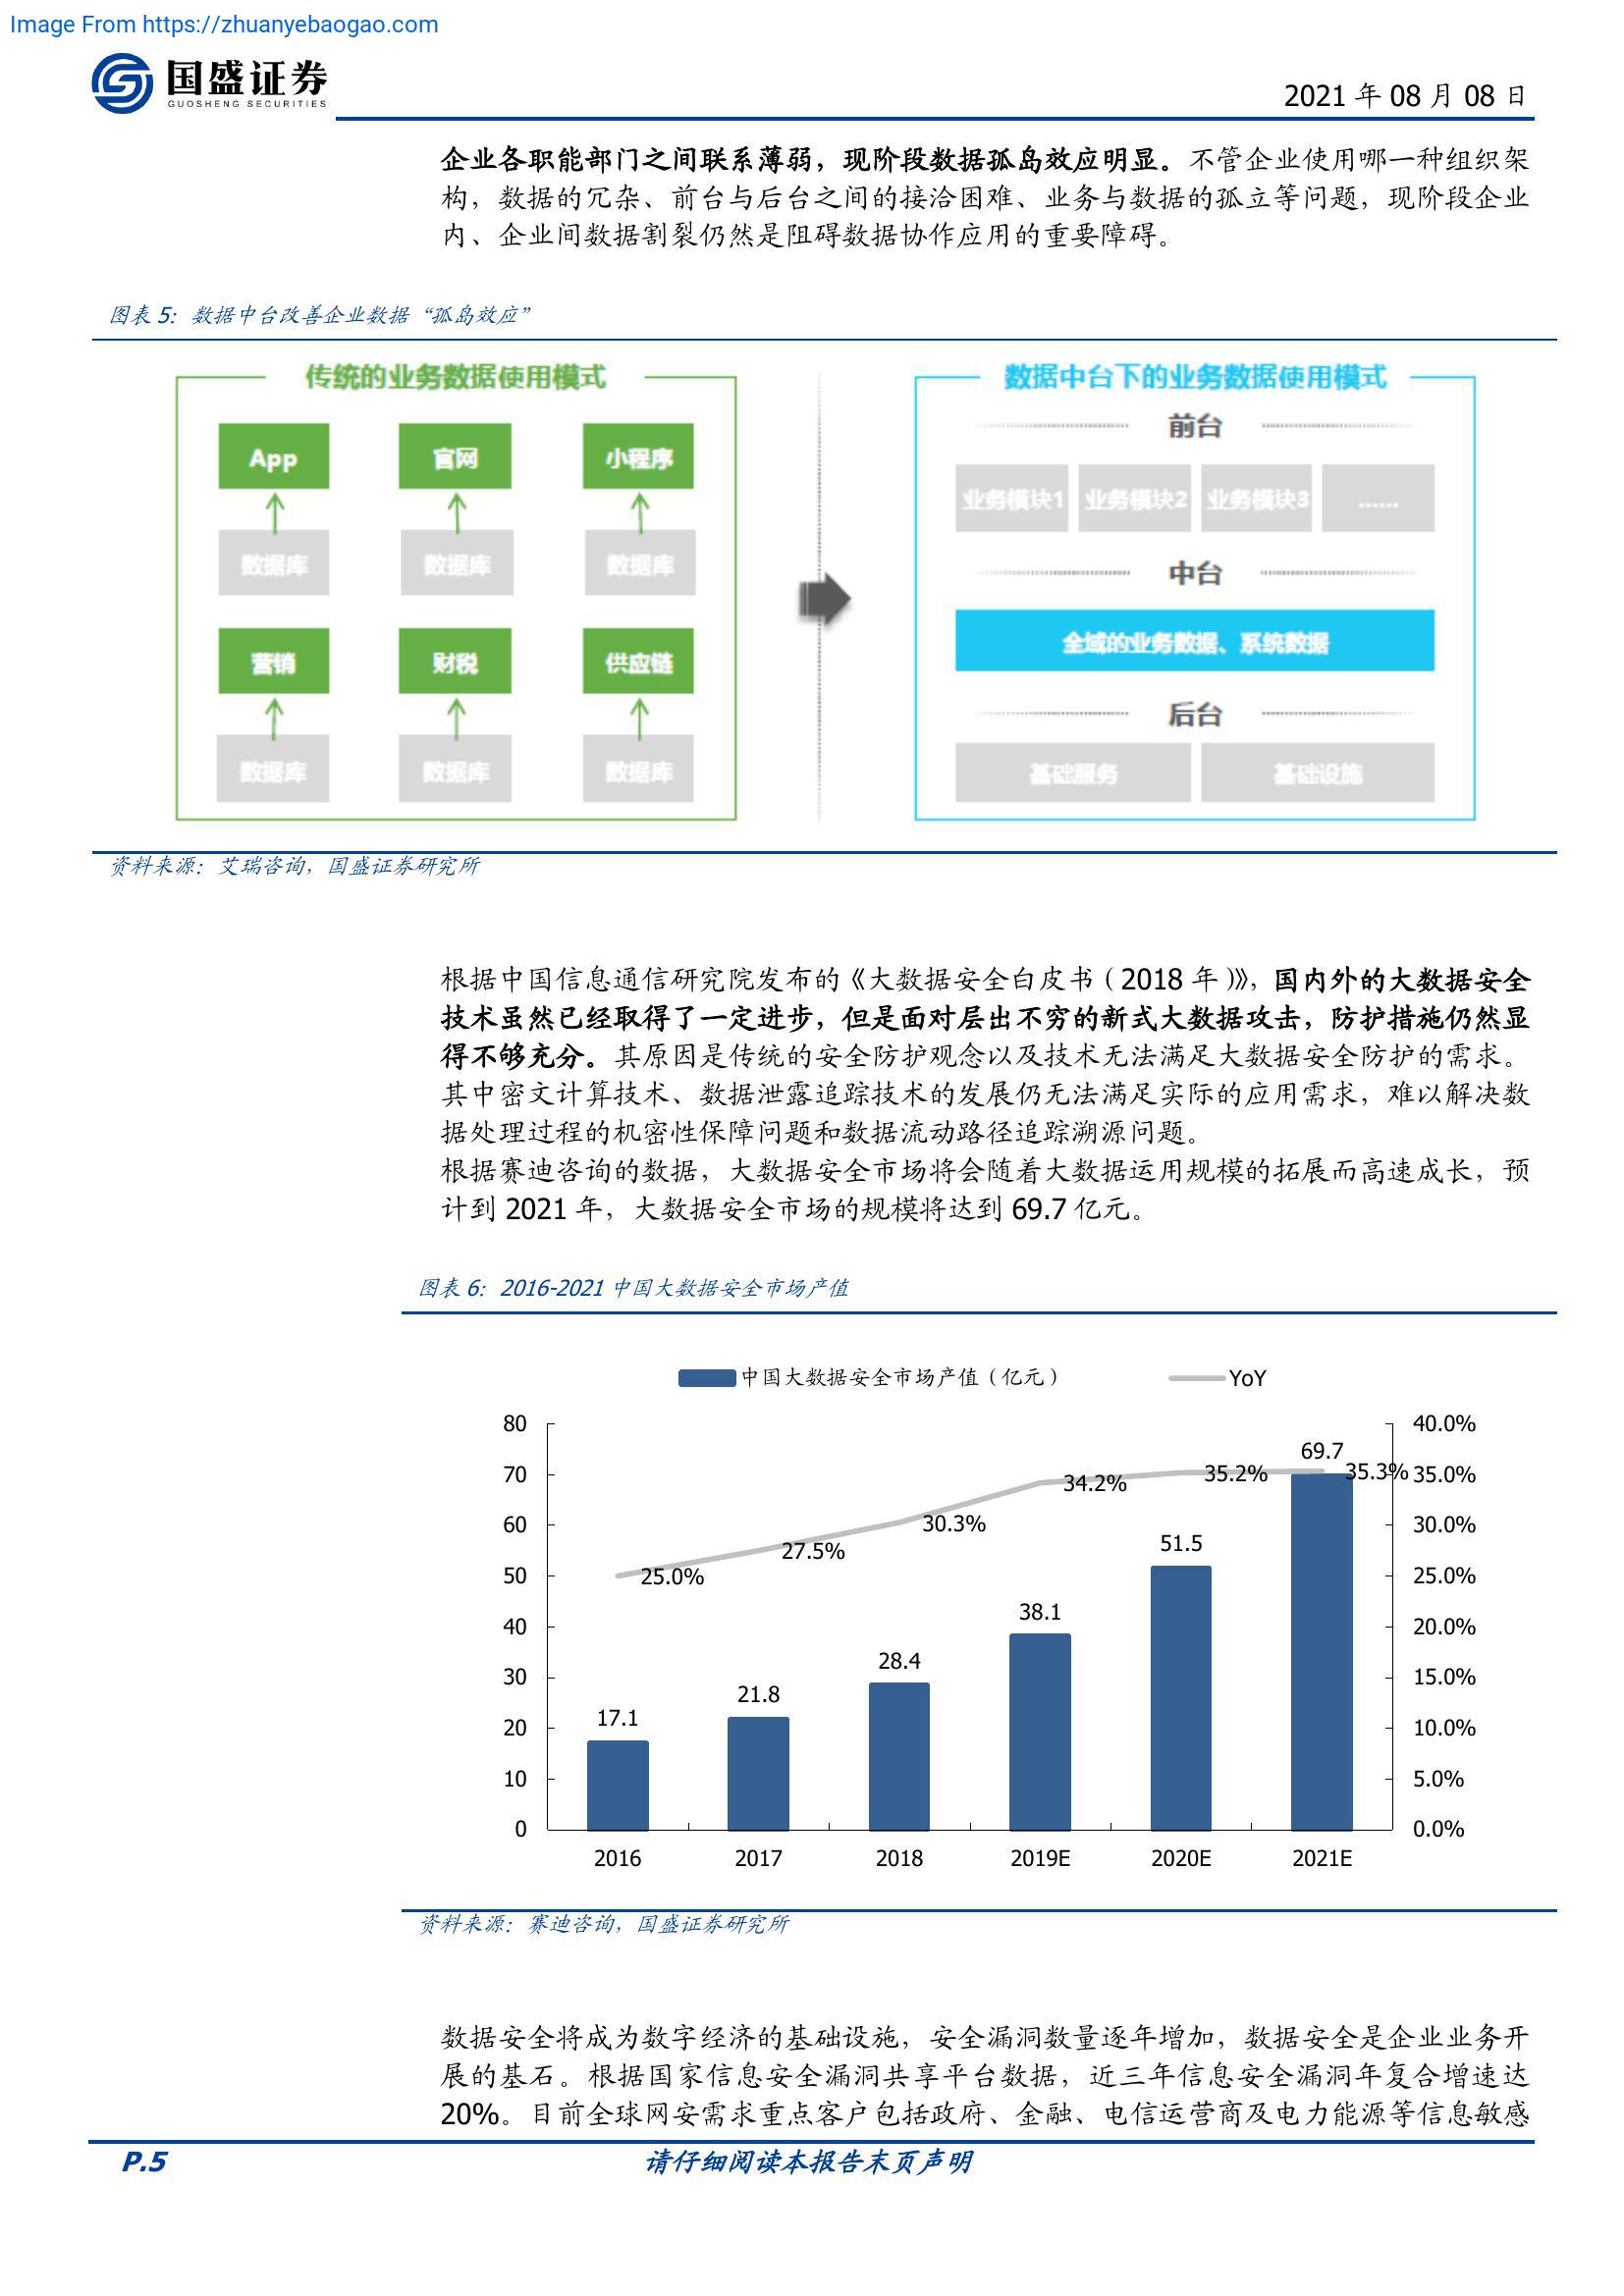 Image From https://zhuanyebaogao.com
国盛证券
GUOSHENG SECURITIES
2021 年 08 月 08 日
企业各职能部门之间联系薄弱，现阶段数据孤岛效应明显。不管企业使用哪一种组织架
构，数据的冗杂、前台与后台之间的接洽困难、业务与数据的孤立等问题，现阶段企业
内、企业间数据割裂仍然是阻碍数据协作应用的重要障碍。
图表 5：数据中台改善企业数据“孤岛效应”
传统的业务数据使用模式
App 官网 小程序
数据库 数据库 数据库
营销 财税 供应链
数据库 数据库 数据库
数据中台下的业务数据使用模式
前台
业务模块1 业务模块2 业务模块3 ……
中台
全域的业务数据、系统数据
后台
基础服务 基础设施
资料来源：艾瑞咨询，国盛证券研究所
根据中国信息通信研究院发布的《大数据安全白皮书（2018 年）》，国内外的大数据安全
技术虽然已经取得了一定进步，但是面对层出不穷的新式大数据攻击，防护措施仍然显
得不够充分。其原因是传统的安全防护观念以及技术无法满足大数据安全防护的需求。
其中密文计算技术、数据泄露追踪技术的发展仍无法满足实际的应用需求，难以解决数
据处理过程的机密性保障问题和数据流动路径追踪溯源问题。
根据赛迪咨询的数据，大数据安全市场将会随着大数据运用规模的拓展而高速成长，预
计到 2021 年，大数据安全市场的规模将达到 69.7 亿元。
图表 6：2016-2021 中国大数据安全市场产值
中国大数据安全市场产值（亿元） YoY
80 40.0%
69.7
70 35.3% 35.0%
34.2% 35.2%
60 30.3% 30.0%
27.5% 51.5
50 25.0% 25.0%
38.1
40 20.0%
28.4
30 15.0%
21.8
17.1
20 10.0%
10 5.0%
0 0.0%
2016 2017 2018 2019E 2020E 2021E
资料来源：赛迪咨询，国盛证券研究所
数据安全将成为数字经济的基础设施，安全漏洞数量逐年增加，数据安全是企业业务开
展的基石。根据国家信息安全漏洞共享平台数据，近三年信息安全漏洞年复合增速达
20%。目前全球网安需求重点客户包括政府、金融、电信运营商及电力能源等信息敏感
P.5 请仔细阅读本报告末页声明